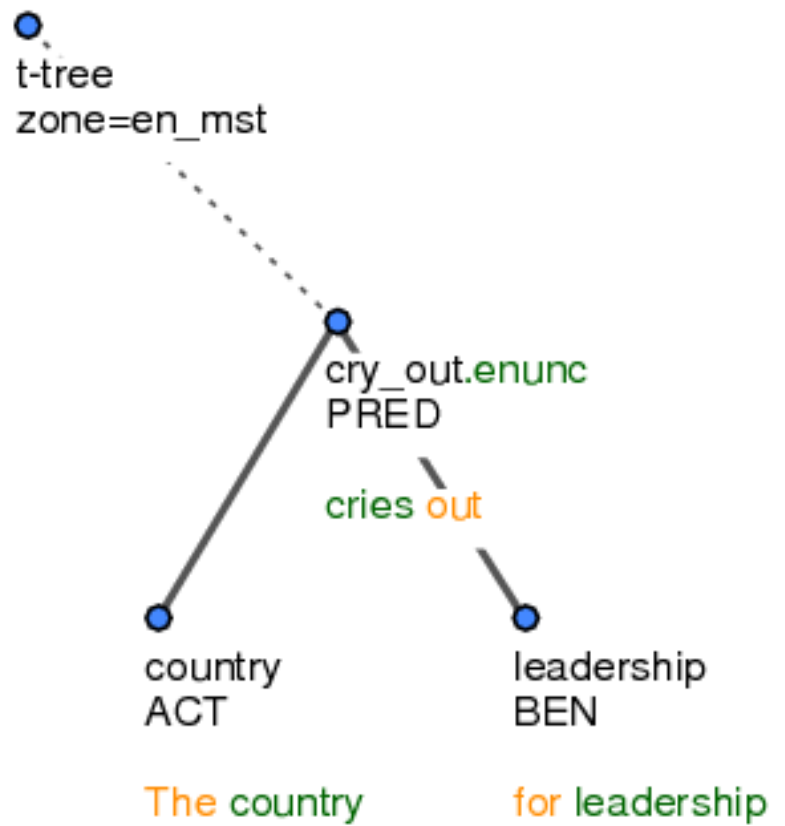 t-tree
zone=en_mst
cry_out.enunc
PRED
cries out
country
ACT
The country
leadership
BEN
for leadership